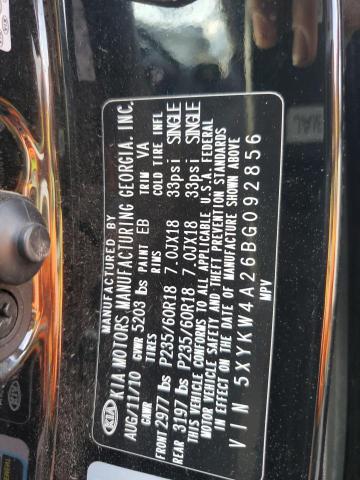 MANUFACTURED BY
KIA KIA MOTORS MANUFACTURING GEORGIA, INC.
AUG/11/10 GVWR 5203 lbs PAINT EB TRIM VA
GAWR TIRES RIMS COLD TIRE INFL
FRONT 2977 lbs P235/60R18 7.0JX18 33psi SINGLE
REAR 3197 lbs P235/60R18 7.0JX18 33psi SINGLE
THIS VEHICLE CONFORMS TO ALL APPLICABLE U.S.A. FEDERAL
MOTOR VEHICLE SAFETY AND THEFT PREVENTION STANDARDS
IN EFFECT ON THE DATE OF MANUFACTURE SHOWN ABOVE
VIN 5XYKW4A26BG092856
MPV